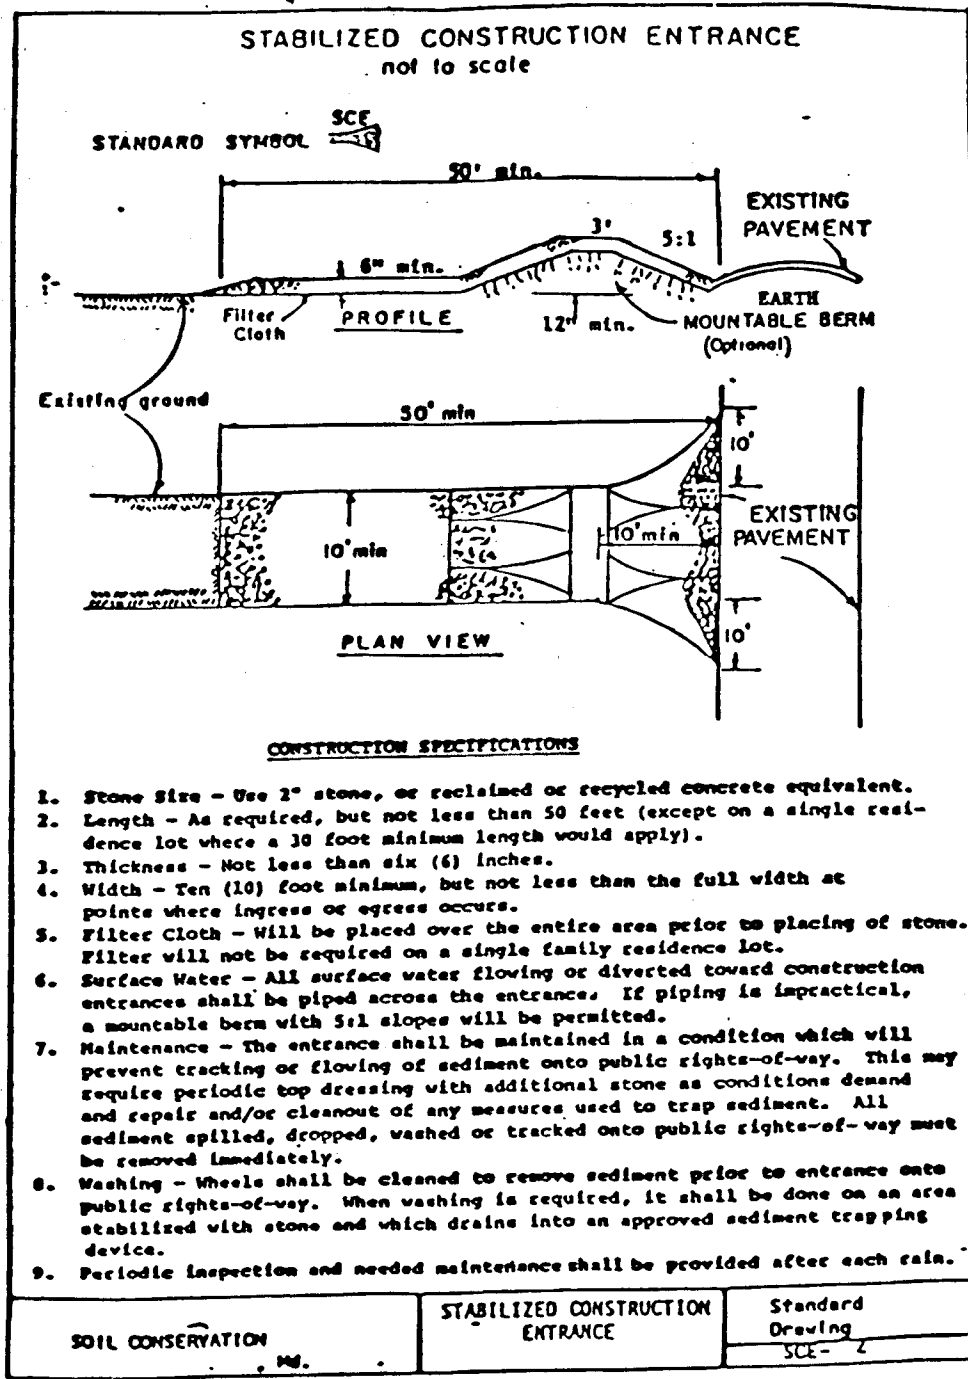 STABILIZED CONSTRUCTION ENTRANCE
not to scale
SCE
STANDARD SYMBOL
50' min.
EXISTING
PAVEMENT
3'
5:1
6" min.
Filter
Cloth
PROFILE
12" min.
EARTH
MOUNTABLE BERM
(Optional)
Existing ground
50' min
10'
10' min
10' min
EXISTING
PAVEMENT
10'
PLAN VIEW
CONSTRUCTION SPECIFICATIONS
1. Stone Size - Use 2" stone, or reclaimed or recycled concrete equivalent.
2. Length - As required, but not less than 50 feet (except on a single resi-
dence lot where a 30 foot minimum length would apply).
3. Thickness - Not less than six (6) inches.
4. Width - Ten (10) foot minimum, but not less than the full width at
points where ingress or egress occurs.
5. Filter Cloth - Will be placed over the entire area prior to placing of stone.
Filter will not be required on a single family residence lot.
6. Surface Water - All surface water flowing or diverted toward construction
entrances shall be piped across the entrance. If piping is impractical,
a mountable berm with 5:1 slopes will be permitted.
7. Maintenance - The entrance shall be maintained in a condition which will
prevent tracking or flowing of sediment onto public rights-of-way. This may
require periodic top dressing with additional stone as conditions demand
and repair and/or cleanout of any measures used to trap sediment. All
sediment spilled, dropped, washed or tracked onto public rights-of-way must
be removed immediately.
8. Washing - Wheels shall be cleaned to remove sediment prior to entrance onto
public rights-of-way. When washing is required, it shall be done on an area
stabilized with stone and which drains into an approved sediment trapping
device.
9. Periodic inspection and needed maintenance shall be provided after each rain.
SOIL CONSERVATION
Md.
STABILIZED CONSTRUCTION
ENTRANCE
Standard
Drawing
SCE- 2